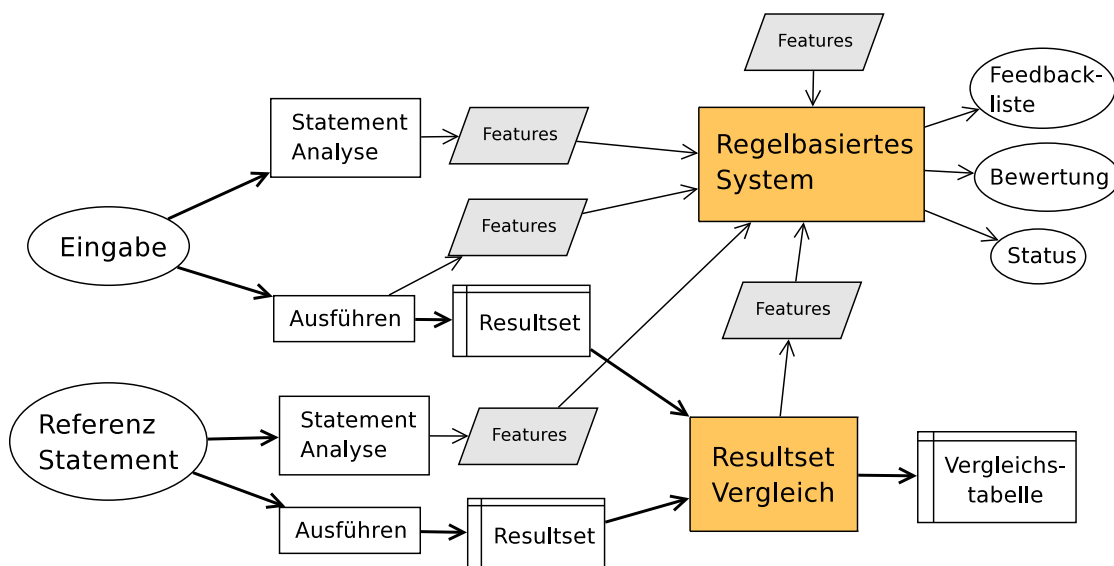 Features
Feedback-
liste
Statement
Analyse
Features
Regelbasiertes
System
Bewertung
Features
Eingabe
Status
Ausführen
Resultset
Features
Referenz
Statement
Statement
Analyse
Features
Resultset
Vergleich
Vergleichs-
tabelle
Ausführen
Resultset